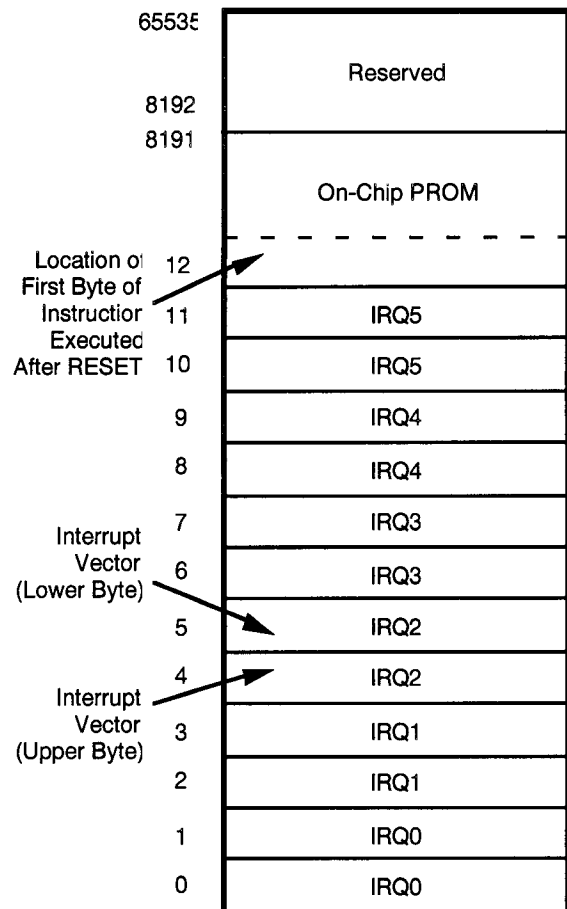 65535
Reserved
8192
8191
On-Chip PROM
Location of
First Byte of
Instruction
Executed
After RESET
12
11 IRQ5
10 IRQ5
9 IRQ4
8 IRQ4
7 IRQ3
6 IRQ3
Interrupt
Vector
(Lower Byte)
5 IRQ2
4 IRQ2
Interrupt
Vector
(Upper Byte)
3 IRQ1
2 IRQ1
1 IRQ0
0 IRQ0